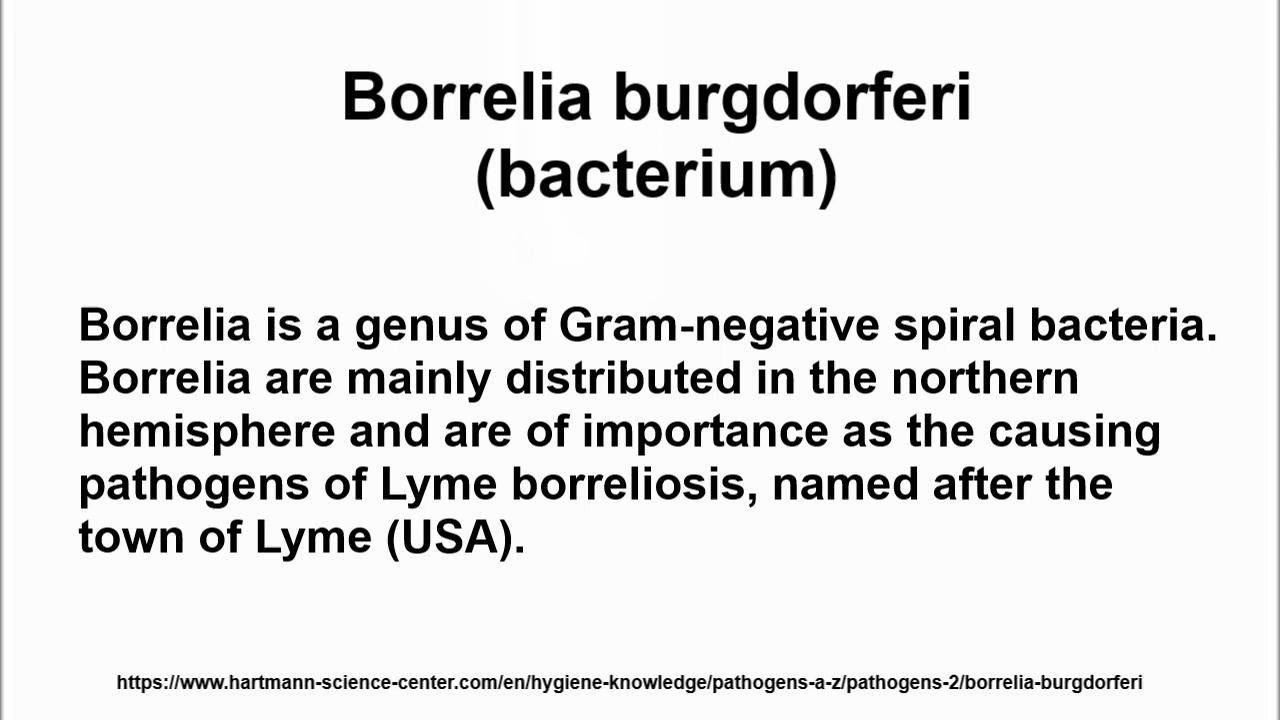 Borrelia burgdorferi
(bacterium)
Borrelia is a genus of Gram-negative spiral bacteria.
Borrelia are mainly distributed in the northern
hemisphere and are of importance as the causing
pathogens of Lyme borreliosis, named after the
town of Lyme (USA).
https://www.hartmann-science-center.com/en/hygiene-knowledge/pathogens-a-z/pathogens-2/borrelia-burgdorferi